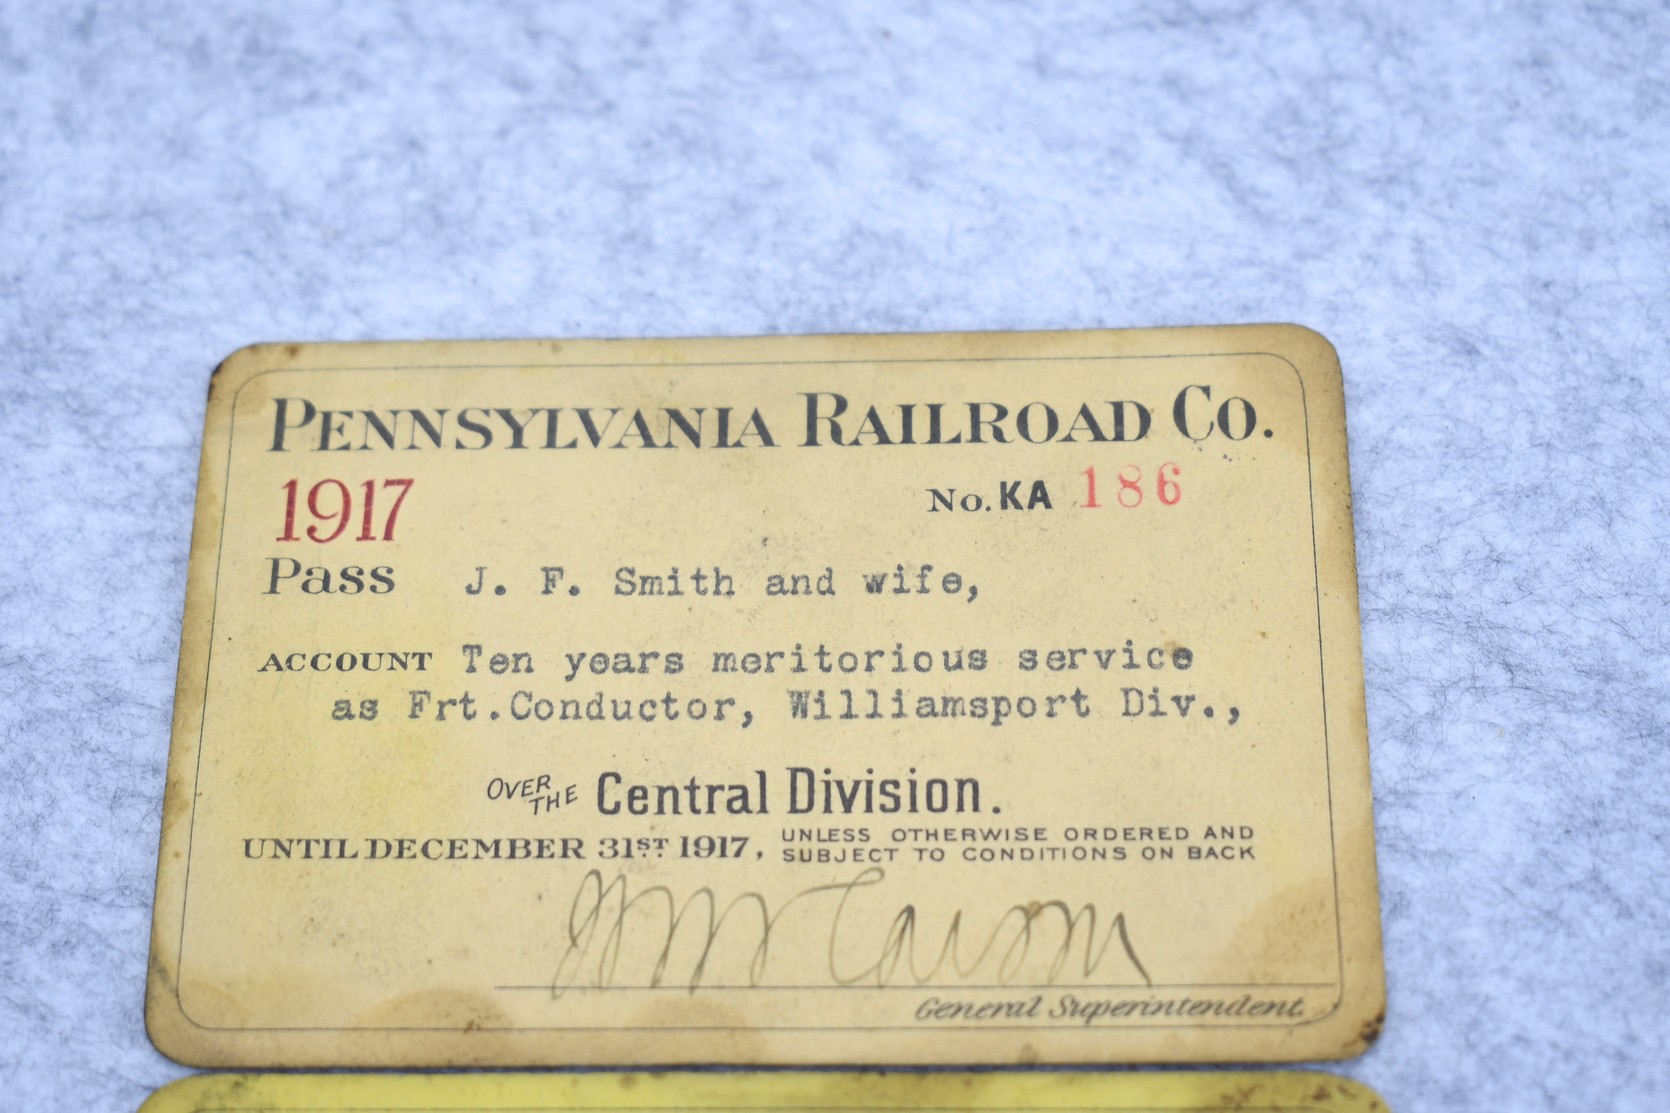 PENNSYLVANIA RAILROAD CO.
1917 No. KA 186
Pass J. F. Smith and wife,
ACCOUNT Ten years meritorious service
as Frt.Conductor, Williamsport Div.,
OVER THE Central Division.
UNTIL DECEMBER 31ST 1917, UNLESS OTHERWISE ORDERED AND
SUBJECT TO CONDITIONS ON BACK
General Superintendent.